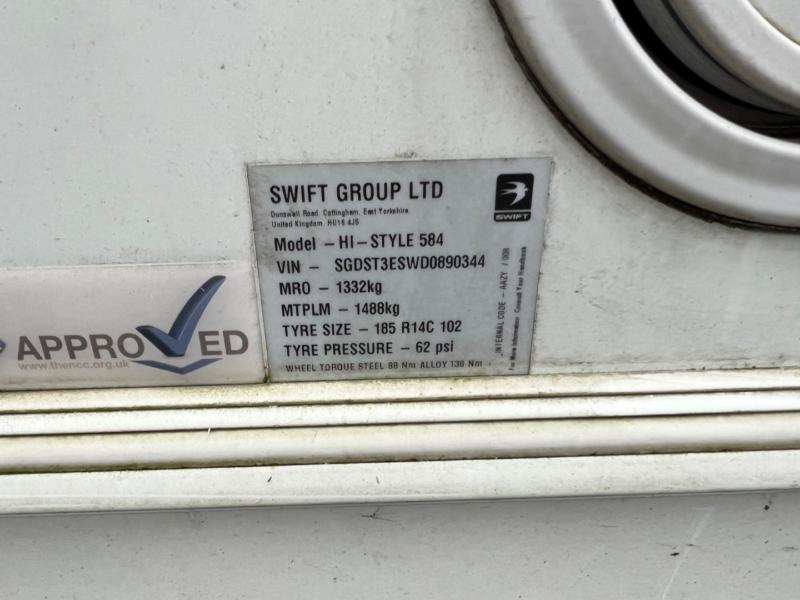 SWIFT GROUP LTD
Dunswell Road, Cottingham, East Yorkshire
United Kingdom, HU16 4JS
SWIFT
Model – HI–STYLE 584
VIN – SGDST3ESWD0890344
MRO – 1332kg
MTPLM – 1488kg
TYRE SIZE – 185 R14C 102
TYRE PRESSURE – 62 psi
WHEEL TORQUE STEEL 88 Nm ALLOY 130 Nm
INTERNAL CODE – AAZY / 008
For More Information Consult Your Handbook
APPROVED
www.thencc.org.uk